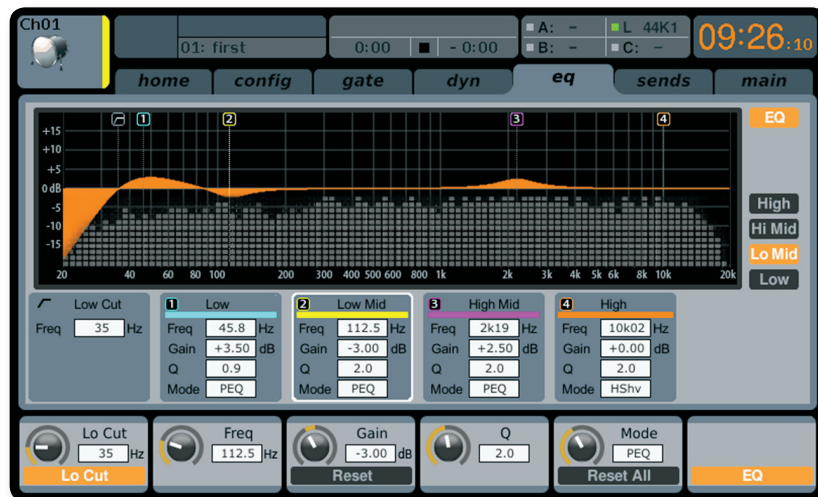 Ch01
01: first
0:00
- 0:00
A: -
B: -
L 44K1
C: -
09:26:10
home
config
gate
dyn
eq
sends
main
1
2
3
4
EQ
+15
+10
+5
0 dB
-5
-10
-15
20 40 60 80 100 200 300 400 500 600 800 1k 2k 3k 4k 5k 6k 8k 10k 20k
High
Hi Mid
Lo Mid
Low
Low Cut
Freq 35 Hz
1 Low
Freq 45.8 Hz
Gain +3.50 dB
Q 0.9
Mode PEQ
2 Low Mid
Freq 112.5 Hz
Gain -3.00 dB
Q 2.0
Mode PEQ
3 High Mid
Freq 2k19 Hz
Gain +2.50 dB
Q 2.0
Mode PEQ
4 High
Freq 10k02 Hz
Gain +0.00 dB
Q 2.0
Mode HShv
Lo Cut
35 Hz
Lo Cut
Freq
112.5 Hz
Gain
-3.00 dB
Reset
Q
2.0
Mode
PEQ
Reset All
EQ